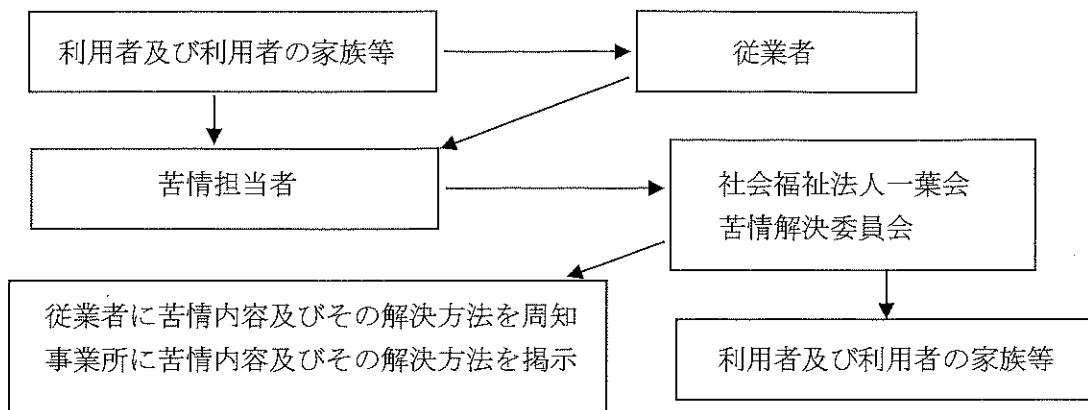 利用者及び利用者の家族等
従業者
苦情担当者
社会福祉法人一葉会
苦情解決委員会
従業者に苦情内容及びその解決方法を周知
事業所に苦情内容及びその解決方法を掲示
利用者及び利用者の家族等